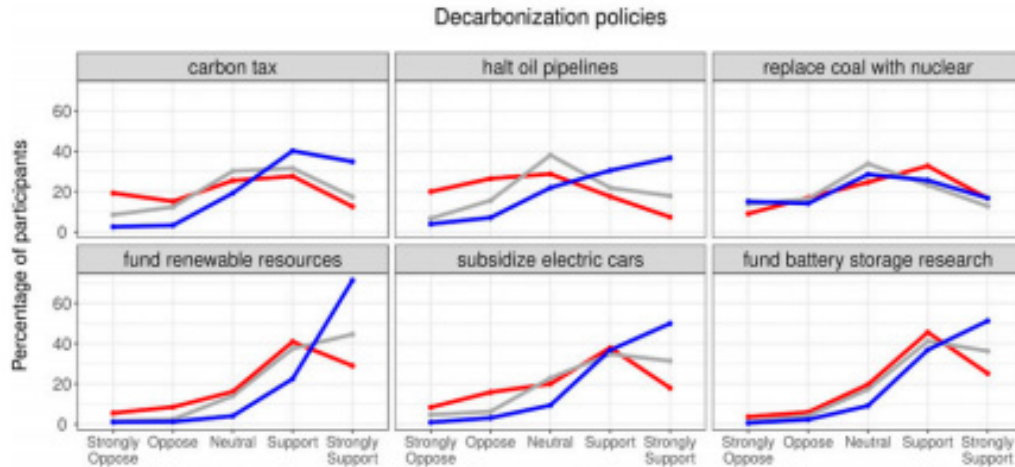 Decarbonization policies
carbon tax
halt oil pipelines
replace coal with nuclear
Percentage of participants
60
40
20
0
fund renewable resources
subsidize electric cars
fund battery storage research
60
40
20
0
Strongly Oppose Neutral Support Strongly
Oppose Support
Strongly Oppose Neutral Support Strongly
Oppose Support
Strongly Oppose Neutral Support Strongly
Oppose Support